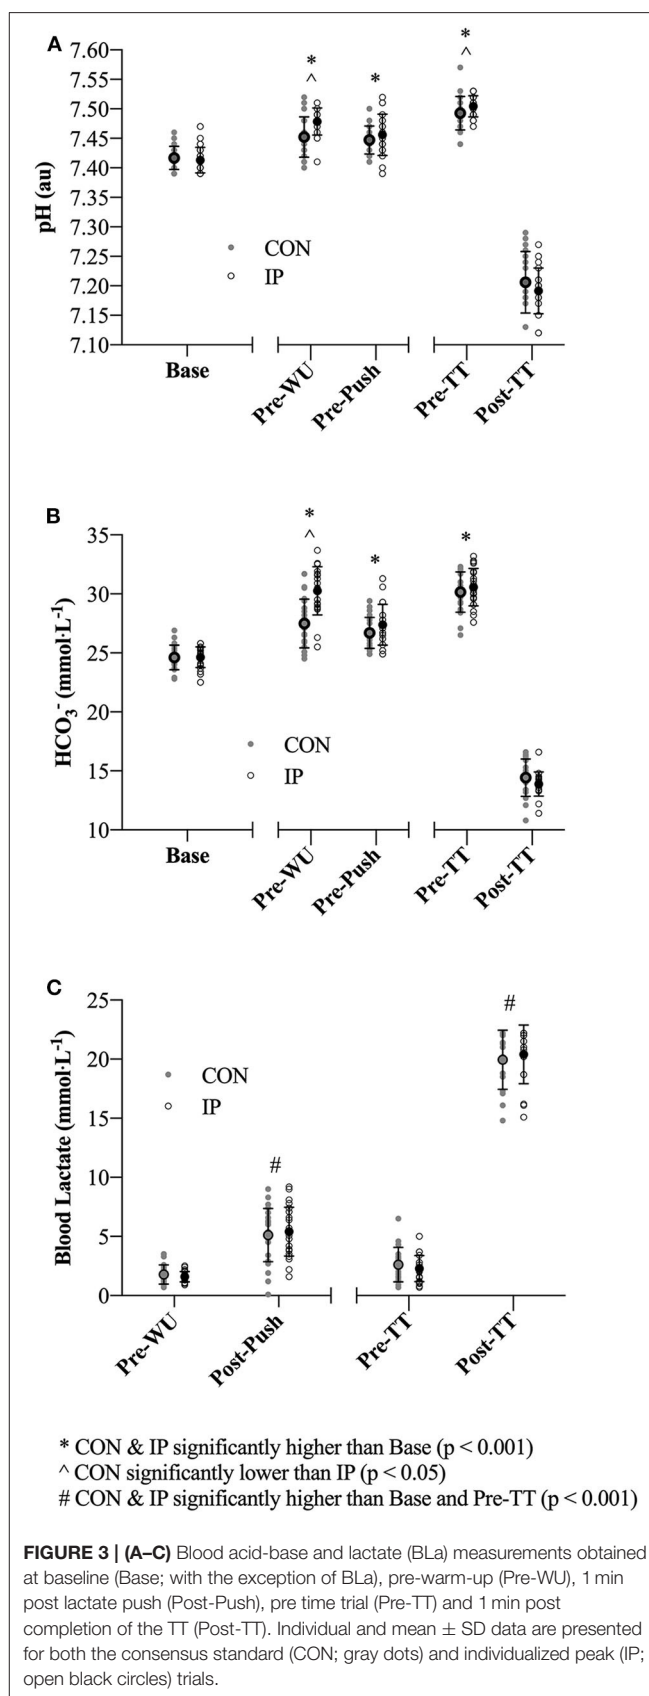 A
pH (au)
7.60
7.55
7.50
7.45
7.40
7.35
7.30
7.25
7.20
7.15
7.10
*
^
*
*
^
CON
IP
Base
Pre-WU
Pre-Push
Pre-TT
Post-TT
B
HCO₃⁻ (mmol·L⁻¹)
35
30
25
20
15
10
*
^
*
*
CON
IP
Base
Pre-WU
Pre-Push
Pre-TT
Post-TT
C
Blood Lactate (mmol·L⁻¹)
25
20
15
10
5
0
CON
IP
#
#
Pre-WU
Post-Push
Pre-TT
Post-TT
* CON & IP significantly higher than Base (p < 0.001)
^ CON significantly lower than IP (p < 0.05)
# CON & IP significantly higher than Base and Pre-TT (p < 0.001)
FIGURE 3 | (A–C) Blood acid-base and lactate (BLa) measurements obtained
at baseline (Base; with the exception of BLa), pre-warm-up (Pre-WU), 1 min
post lactate push (Post-Push), pre time trial (Pre-TT) and 1 min post
completion of the TT (Post-TT). Individual and mean ± SD data are presented
for both the consensus standard (CON; gray dots) and individualized peak (IP;
open black circles) trials.